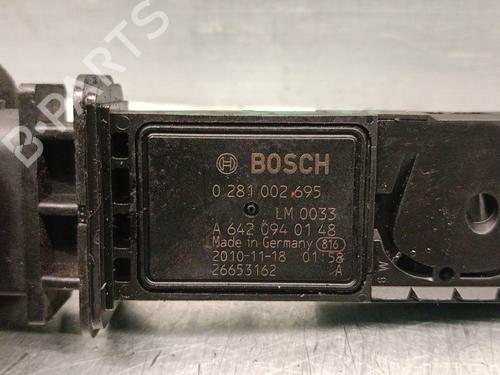 B-PARTS
BOSCH
0 281 002 695
LM 0033
A 642 094 01 48
Made in Germany 816
2010-11-18 01:58
26653162 A
8 W